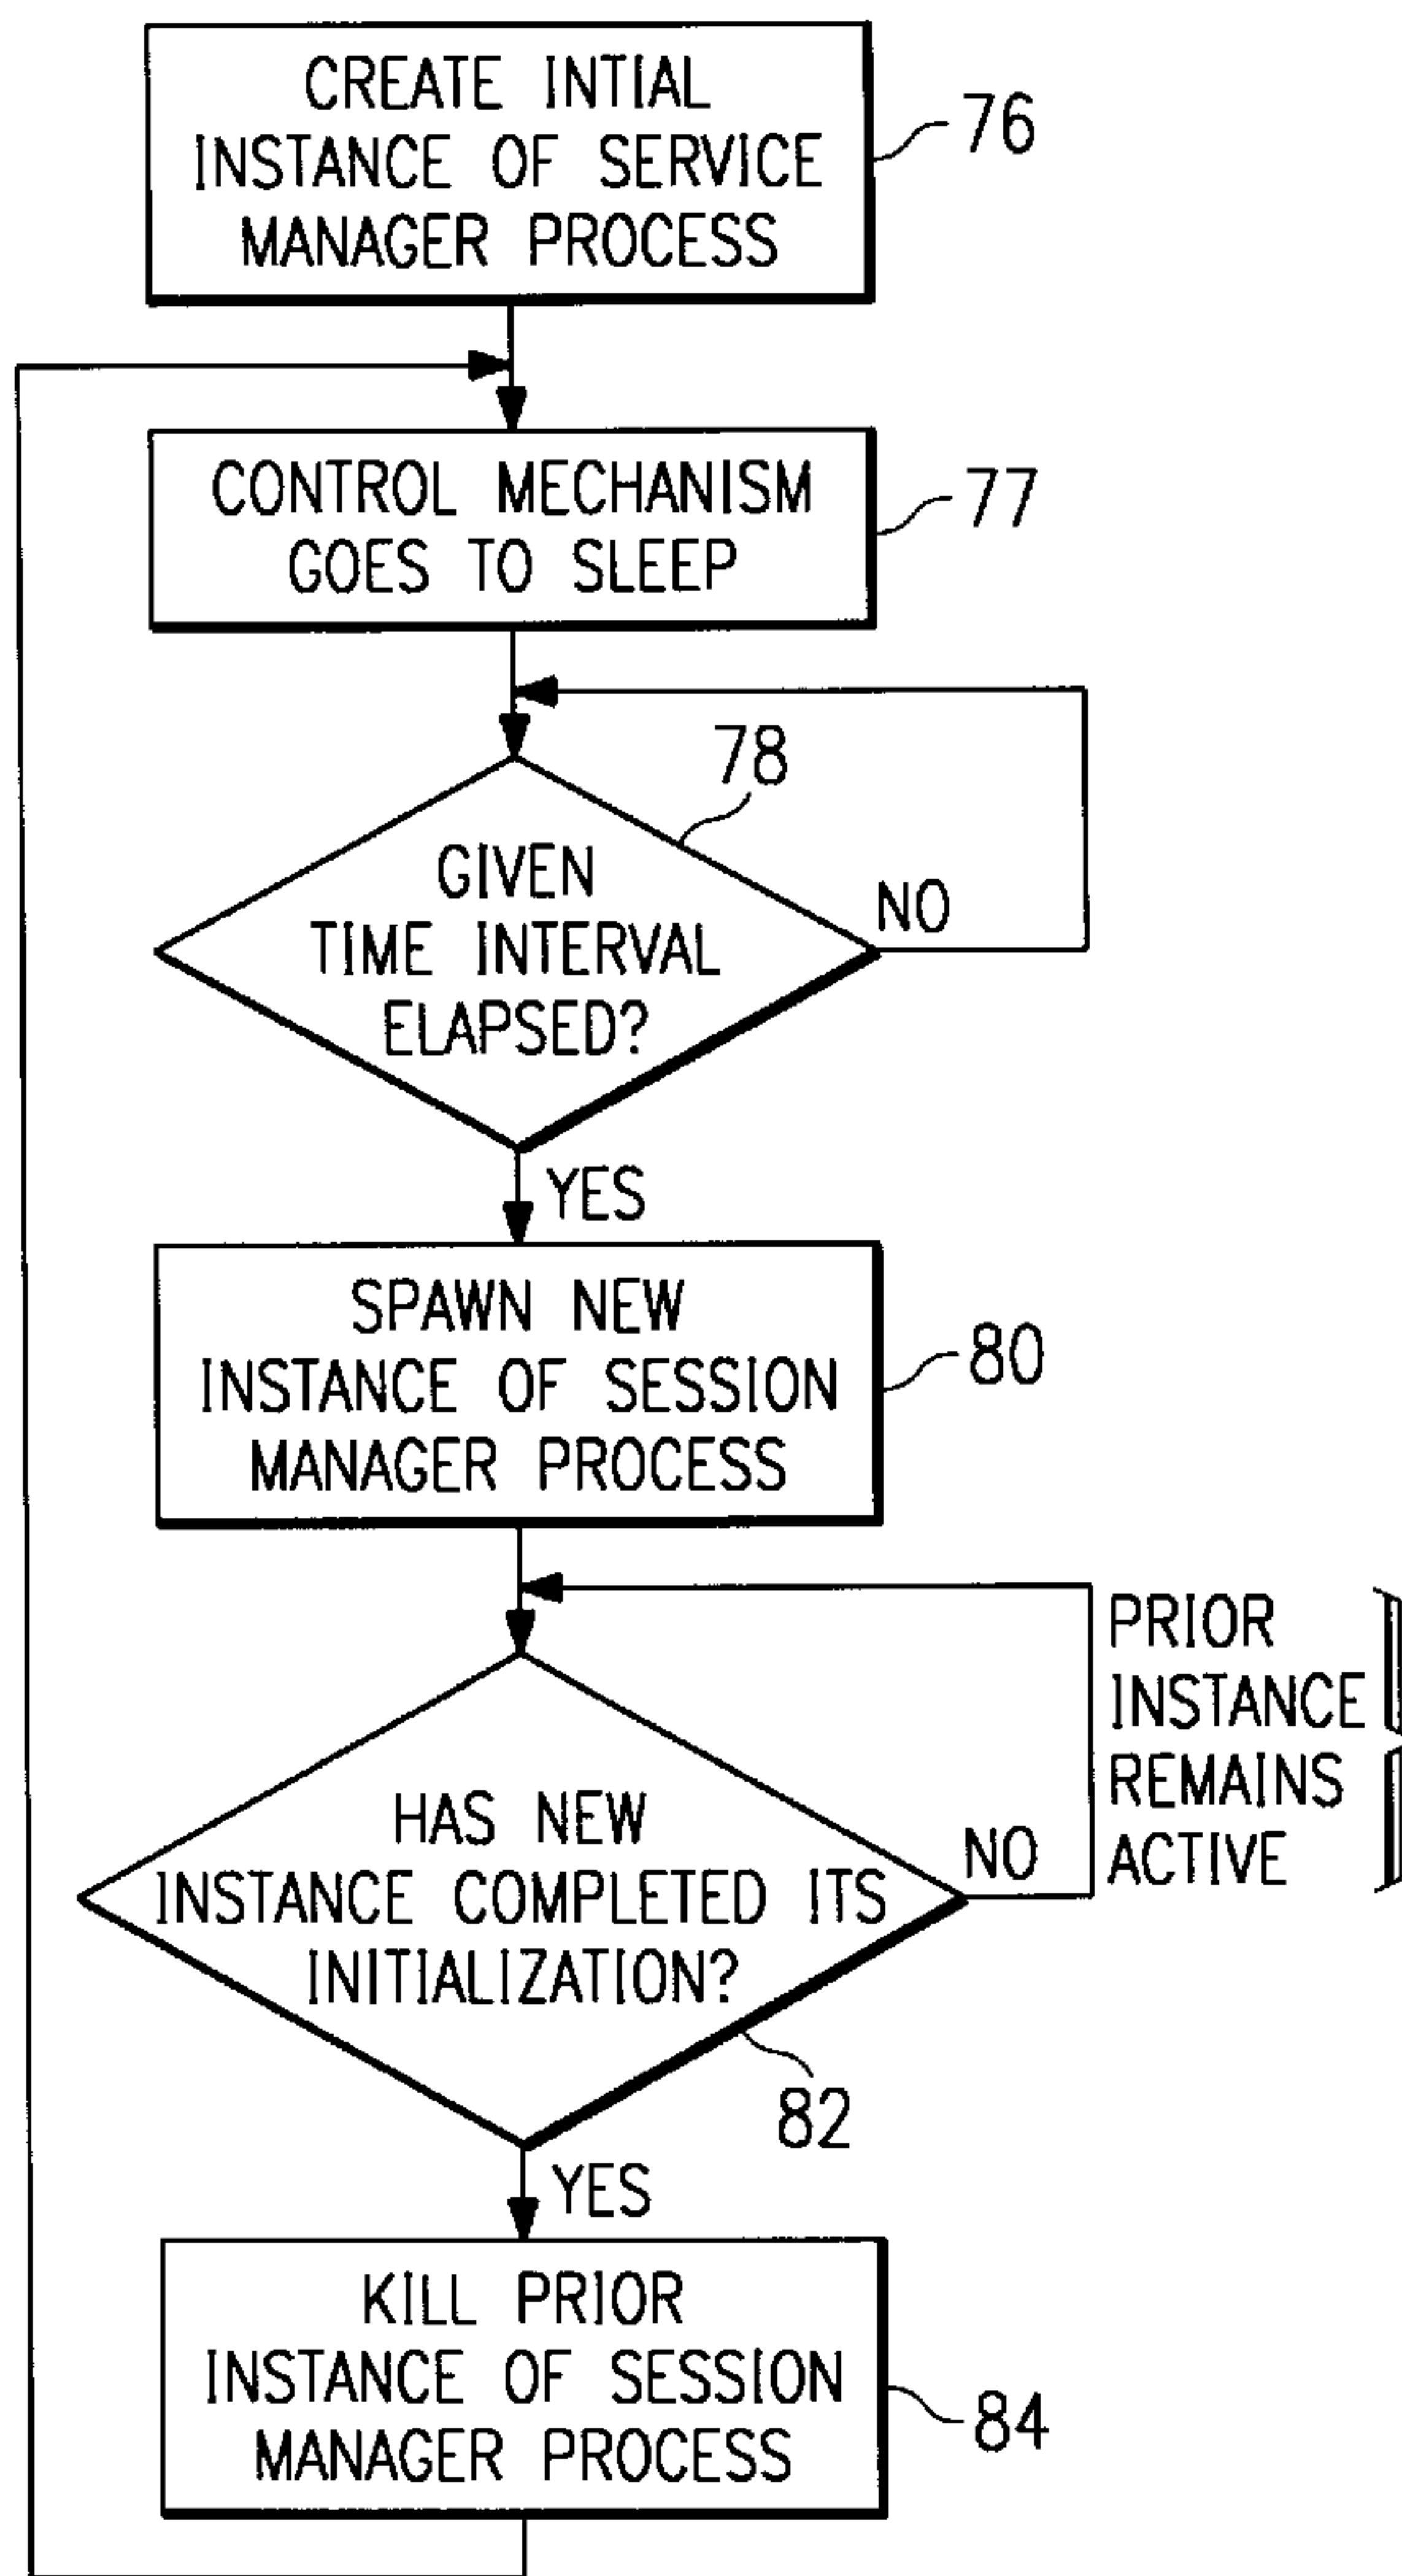 CREATE INTIAL
INSTANCE OF SERVICE
MANAGER PROCESS
76
CONTROL MECHANISM
GOES TO SLEEP
77
78
GIVEN
TIME INTERVAL
ELAPSED?
NO
YES
SPAWN NEW
INSTANCE OF SESSION
MANAGER PROCESS
80
PRIOR
INSTANCE
REMAINS
ACTIVE
HAS NEW
INSTANCE COMPLETED ITS
INITIALIZATION?
NO
82
YES
KILL PRIOR
INSTANCE OF SESSION
MANAGER PROCESS
84